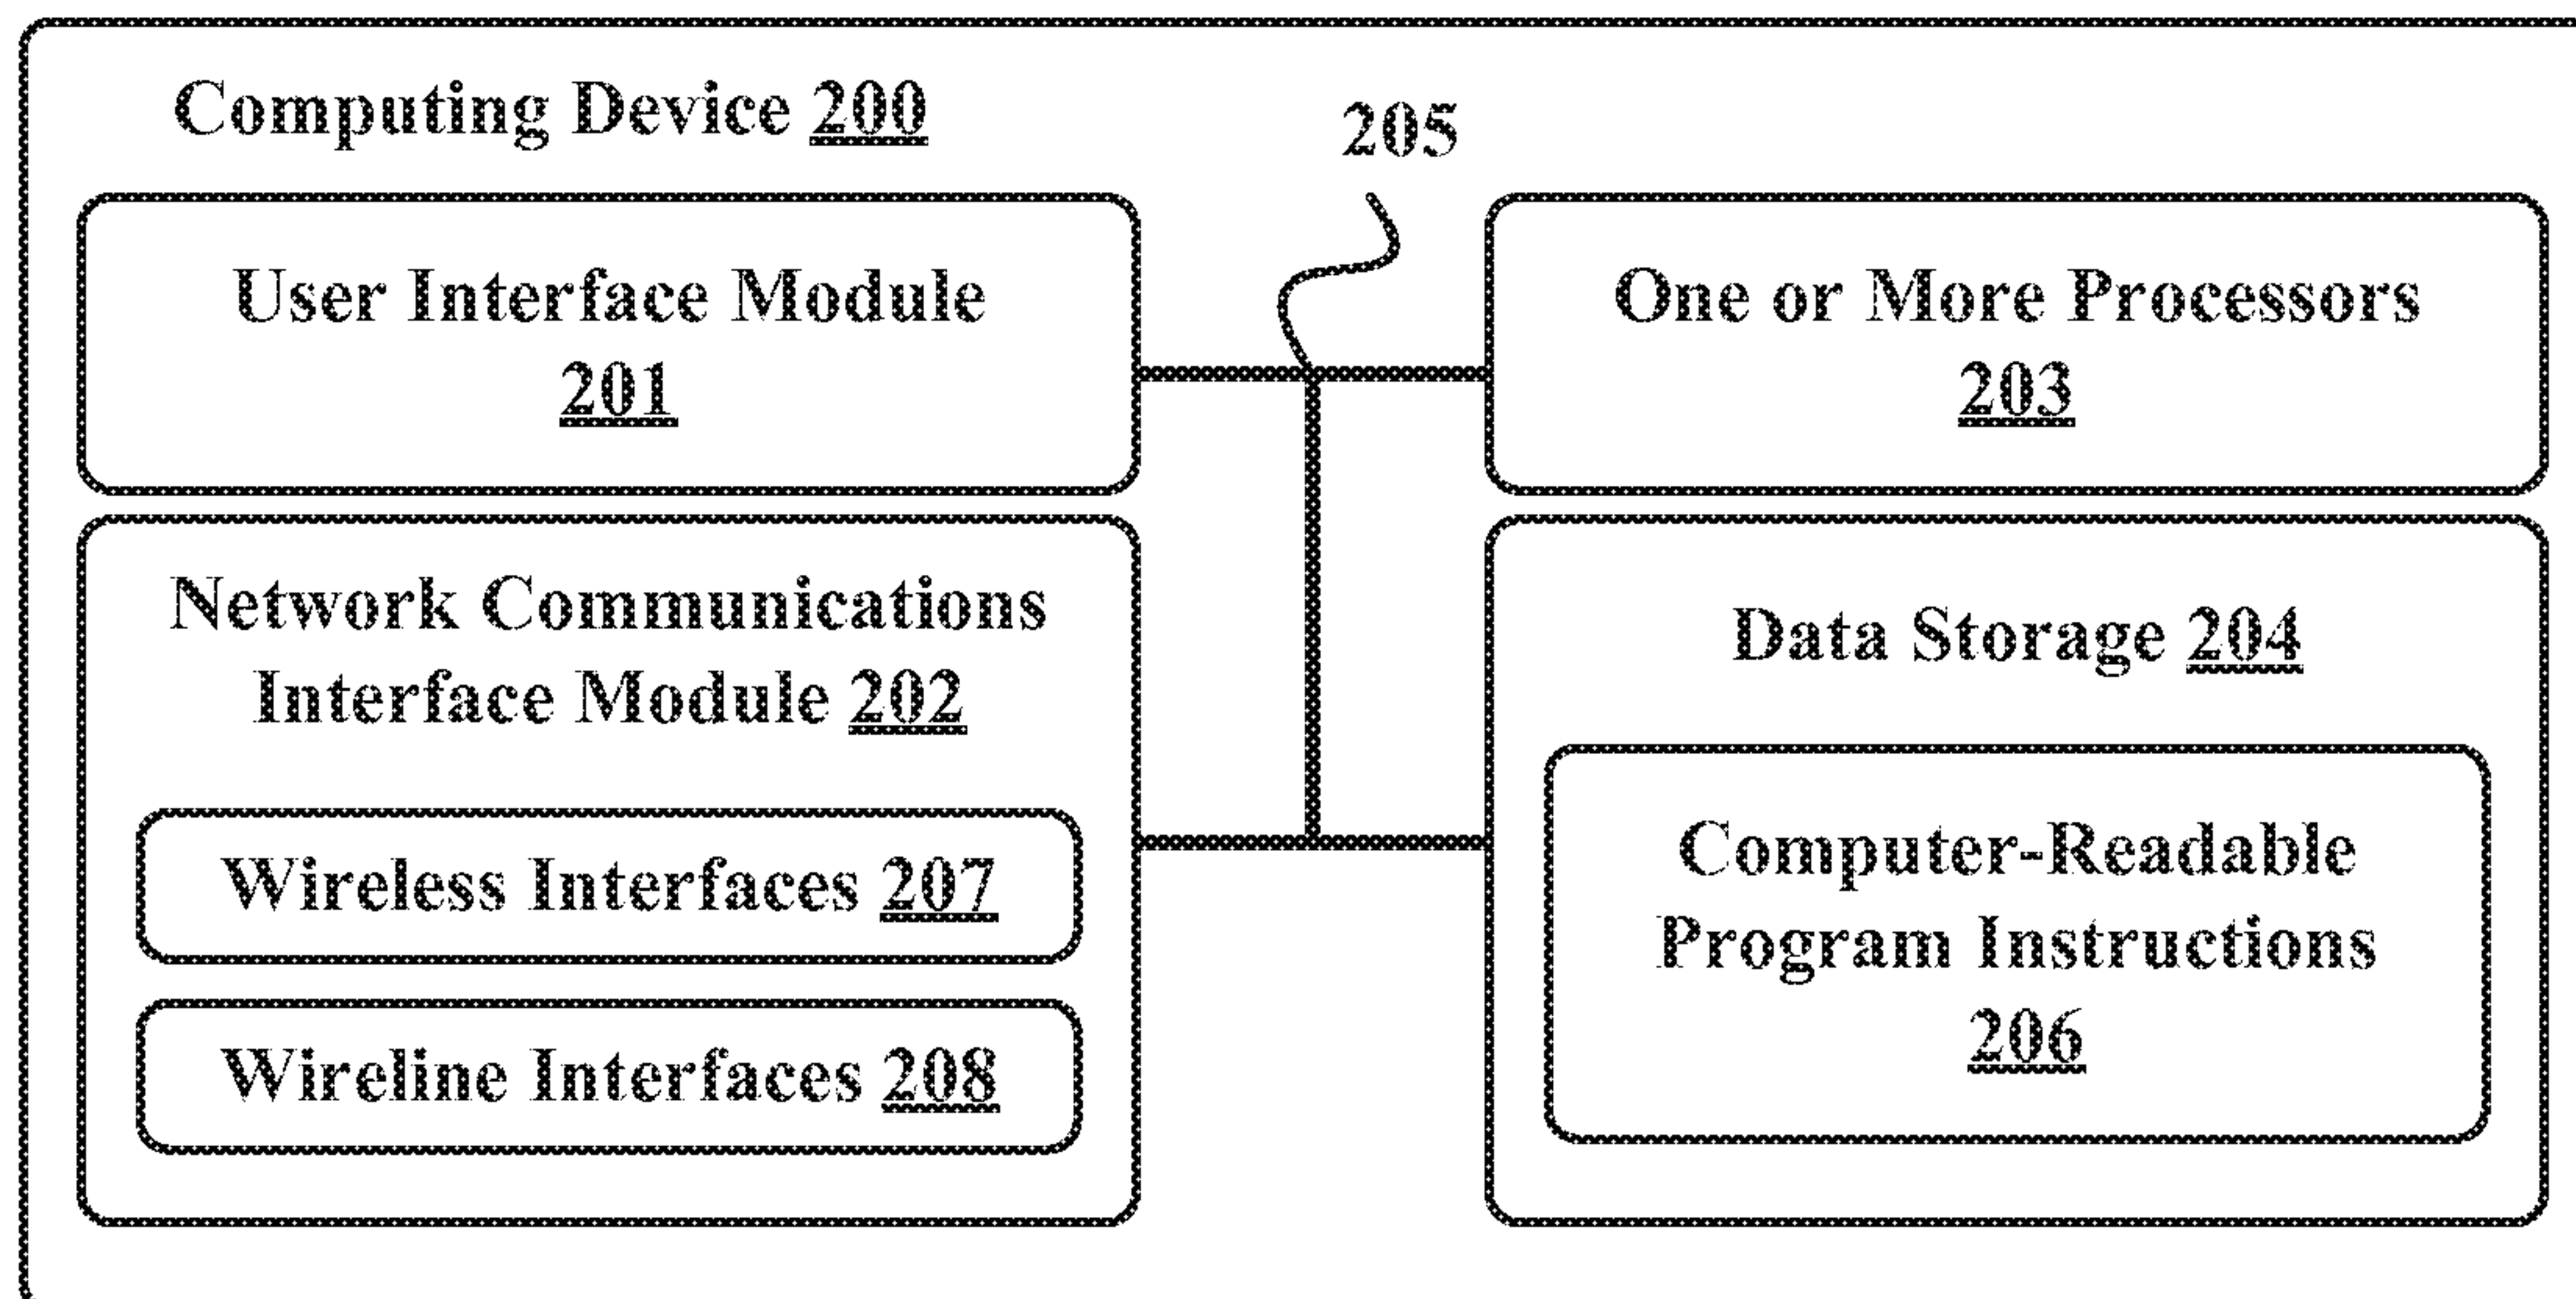 Computing Device 200
205
User Interface Module
201
One or More Processors
203
Network Communications
Interface Module 202
Wireless Interfaces 207
Wireline Interfaces 208
Data Storage 204
Computer-Readable
Program Instructions
206